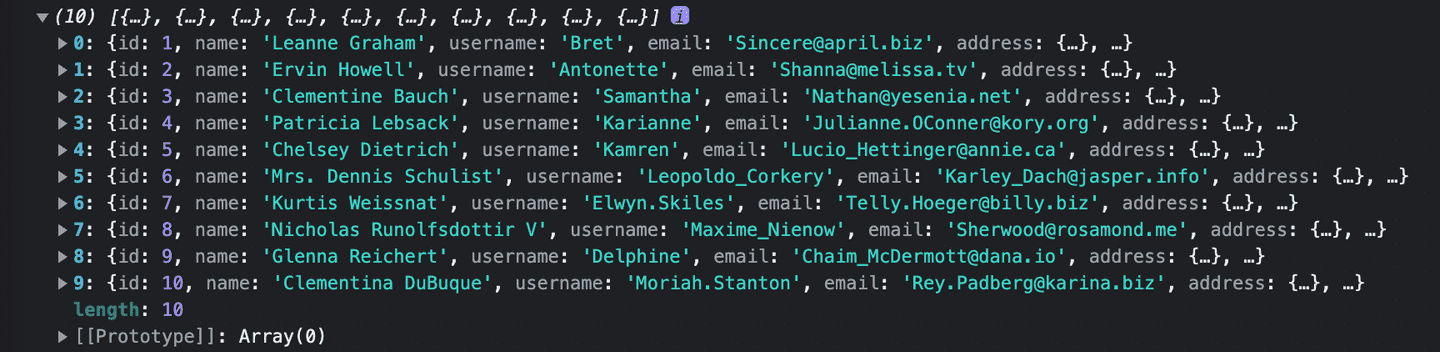 ▼(10) [{…}, {…}, {…}, {…}, {…}, {…}, {…}, {…}, {…}, {…}] i
▶0: {id: 1, name: 'Leanne Graham', username: 'Bret', email: 'Sincere@april.biz', address: {…}, …}
▶1: {id: 2, name: 'Ervin Howell', username: 'Antonette', email: 'Shanna@melissa.tv', address: {…}, …}
▶2: {id: 3, name: 'Clementine Bauch', username: 'Samantha', email: 'Nathan@yesenia.net', address: {…}, …}
▶3: {id: 4, name: 'Patricia Lebsack', username: 'Karianne', email: 'Julianne.OConner@kory.org', address: {…}, …}
▶4: {id: 5, name: 'Chelsey Dietrich', username: 'Kamren', email: 'Lucio_Hettinger@annie.ca', address: {…}, …}
▶5: {id: 6, name: 'Mrs. Dennis Schulist', username: 'Leopoldo_Corkery', email: 'Karley_Dach@jasper.info', address: {…}, …}
▶6: {id: 7, name: 'Kurtis Weissnat', username: 'Elwyn.Skiles', email: 'Telly.Hoeger@billy.biz', address: {…}, …}
▶7: {id: 8, name: 'Nicholas Runolfsdottir V', username: 'Maxime_Nienow', email: 'Sherwood@rosamond.me', address: {…}, …}
▶8: {id: 9, name: 'Glenna Reichert', username: 'Delphine', email: 'Chaim_McDermott@dana.io', address: {…}, …}
▶9: {id: 10, name: 'Clementina DuBuque', username: 'Moriah.Stanton', email: 'Rey.Padberg@karina.biz', address: {…}, …}
length: 10
▶[[Prototype]]: Array(0)